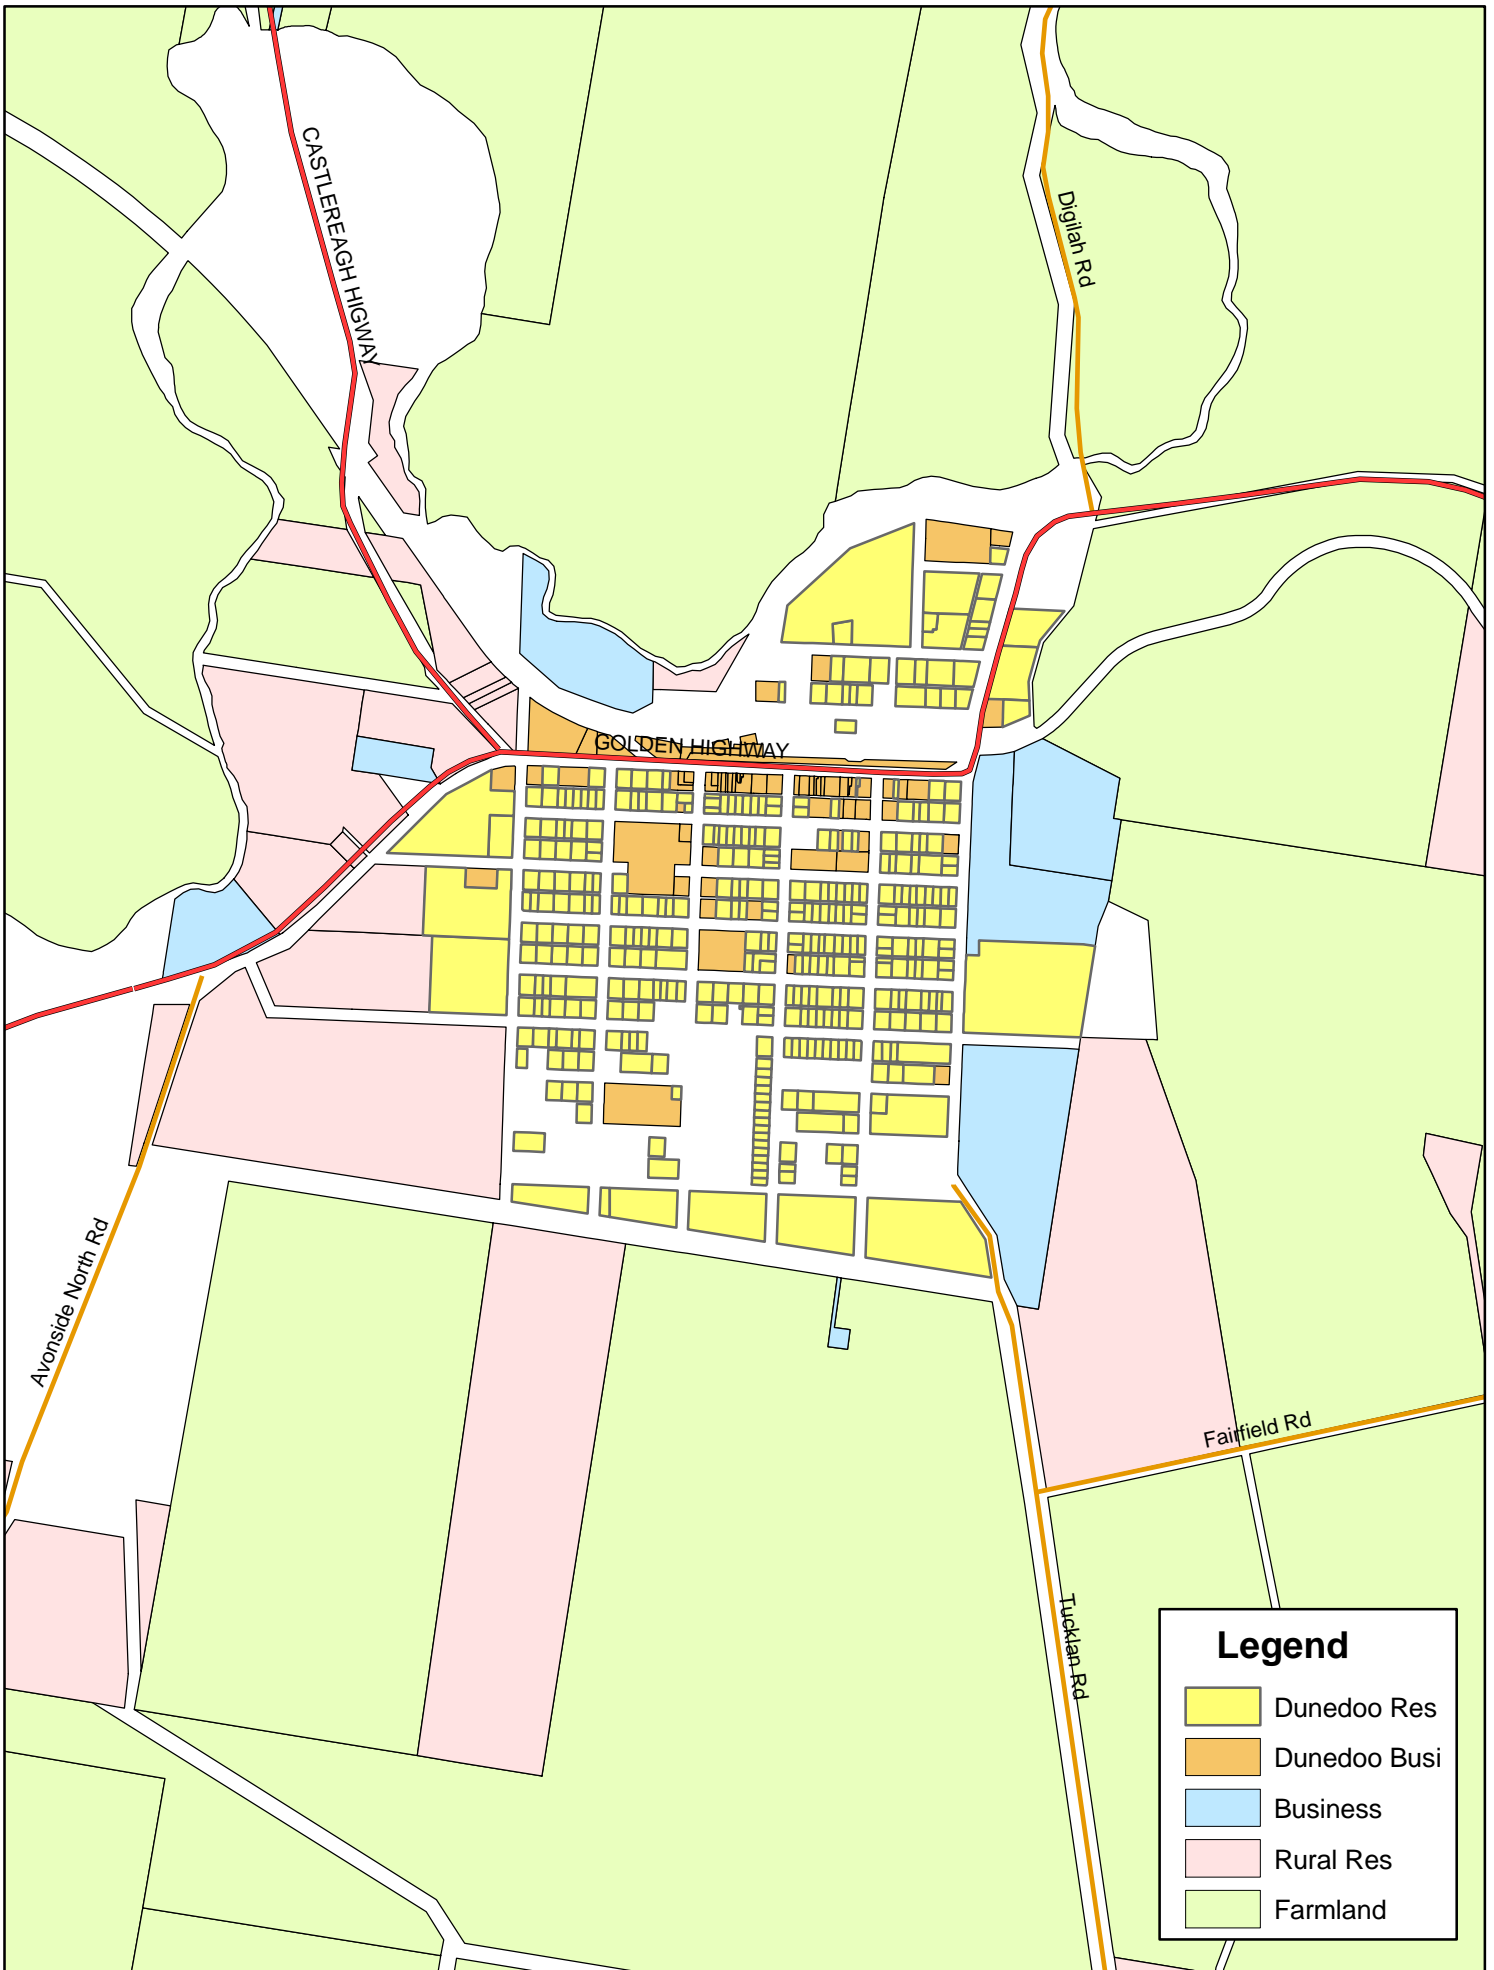 CASTLEREAGH HIGWAY
Digilah Rd
GOLDEN HIGHWAY
Avonside North Rd
Fairfield Rd
Tucklan Rd
Legend
Dunedoo Res
Dunedoo Busi
Business
Rural Res
Farmland